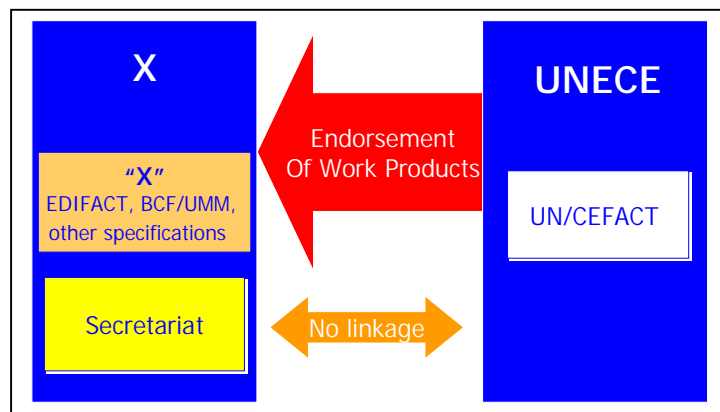 X
“X”
EDIFACT, BCF/UMM,
other specifications
Secretariat
Endorsement
Of Work Products
No linkage
UNECE
UN/CEFACT